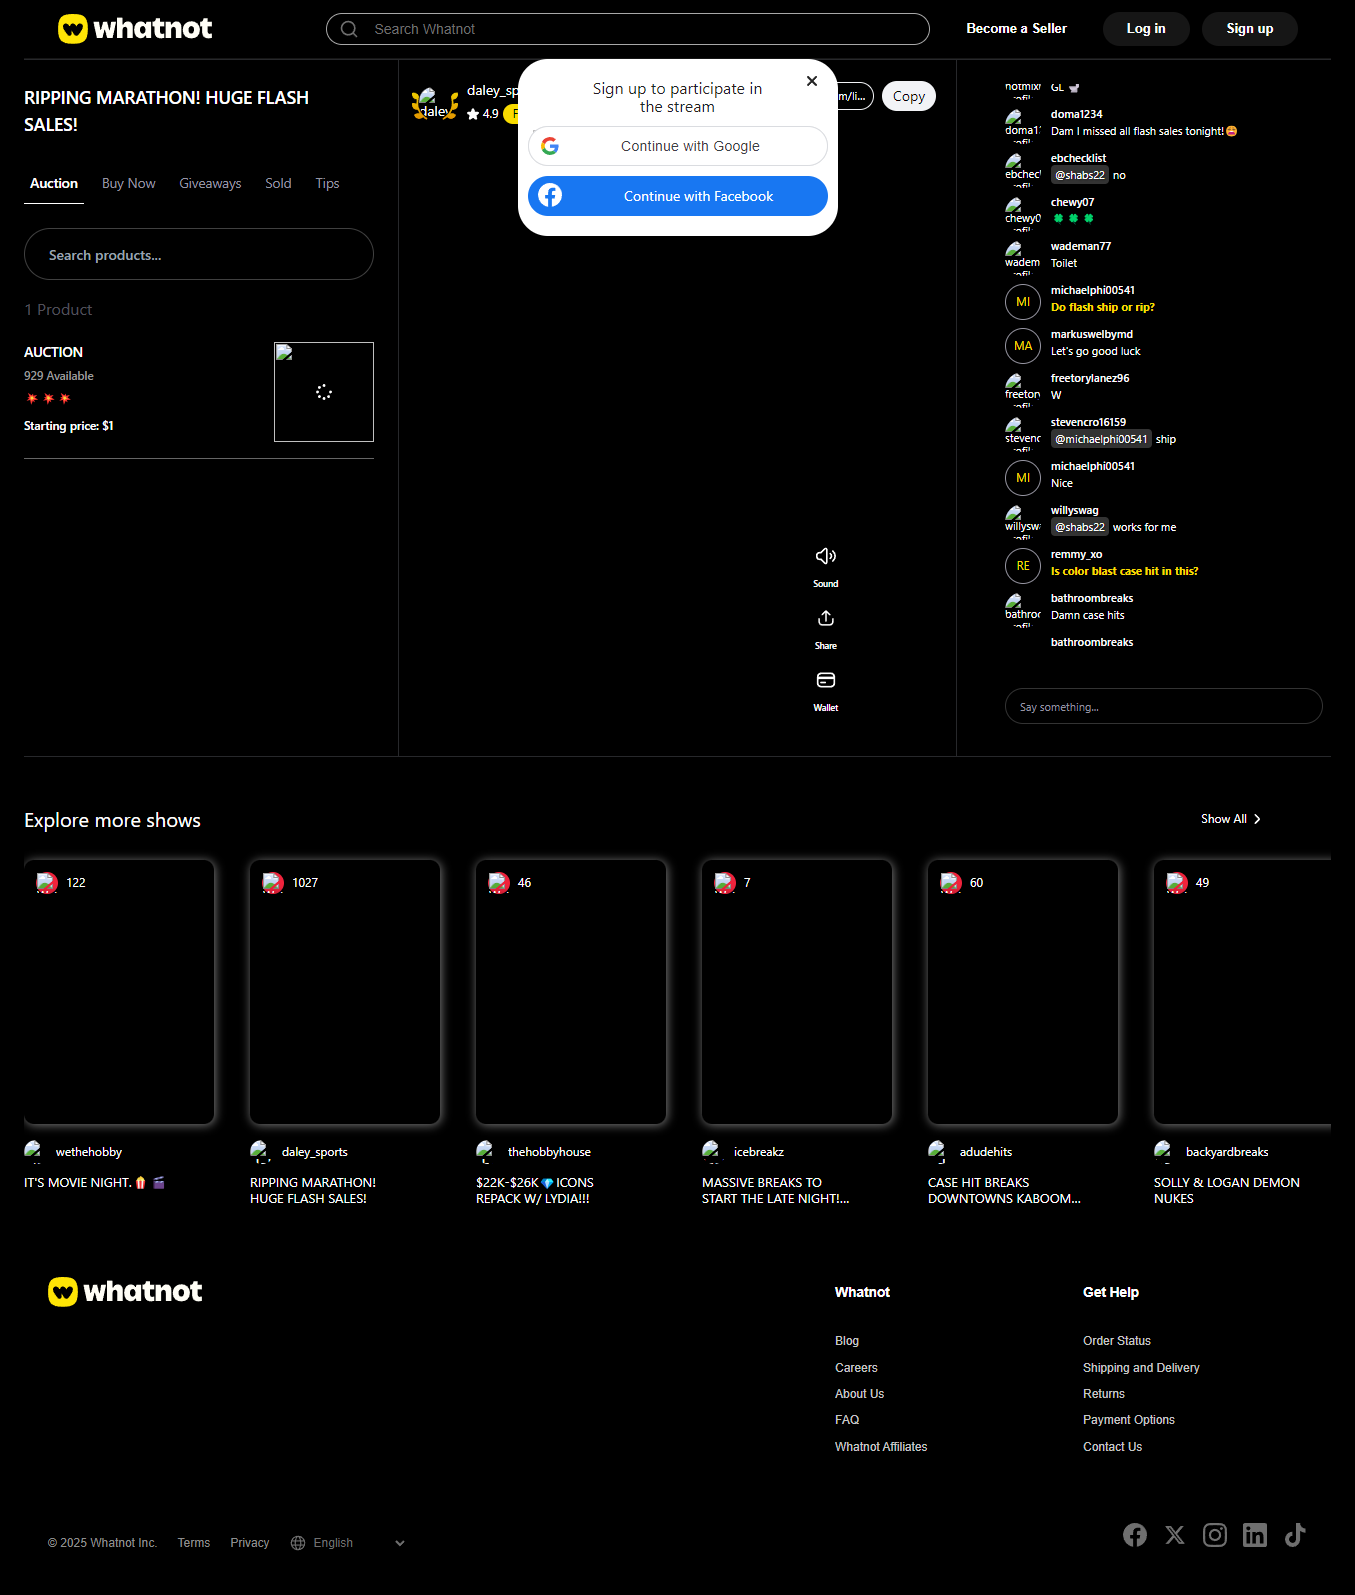 whatnot
Search Whatnot
Become a Seller
Log in
Sign up
RIPPING MARATHON! HUGE FLASH
SALES!
Auction
Buy Now
Giveaways
Sold
Tips
Search products...
1 Product
AUCTION
929 Available
Starting price: $1
daley_sp
4.9
m/li...
Copy
Sign up to participate in
the stream
Continue with Google
Continue with Facebook
Sound
Share
Wallet
GL
doma1234
Dam I missed all flash sales tonight!
ebchecklist
@shabs22 no
chewy07
wademan77
Toilet
MI
michaelphi00541
Do flash ship or rip?
MA
markuswelbymd
Let's go good luck
freetorylanez96
W
stevencro16159
@michaelphi00541 ship
MI
michaelphi00541
Nice
willyswag
@shabs22 works for me
RE
remmy_xo
Is color blast case hit in this?
bathroombreaks
Damn case hits
bathroombreaks
Say something...
Explore more shows
Show All
122
1027
46
7
60
49
wethehobby
IT'S MOVIE NIGHT.
daley_sports
RIPPING MARATHON!
HUGE FLASH SALES!
thehobbyhouse
$22K-$26K ICONS
REPACK W/ LYDIA!!!
icebreakz
MASSIVE BREAKS TO
START THE LATE NIGHT!...
adudehits
CASE HIT BREAKS
DOWNTOWNS KABOOM...
backyardbreaks
SOLLY & LOGAN DEMON
NUKES
whatnot
Whatnot
Blog
Careers
About Us
FAQ
Whatnot Affiliates
Get Help
Order Status
Shipping and Delivery
Returns
Payment Options
Contact Us
© 2025 Whatnot Inc.
Terms
Privacy
English